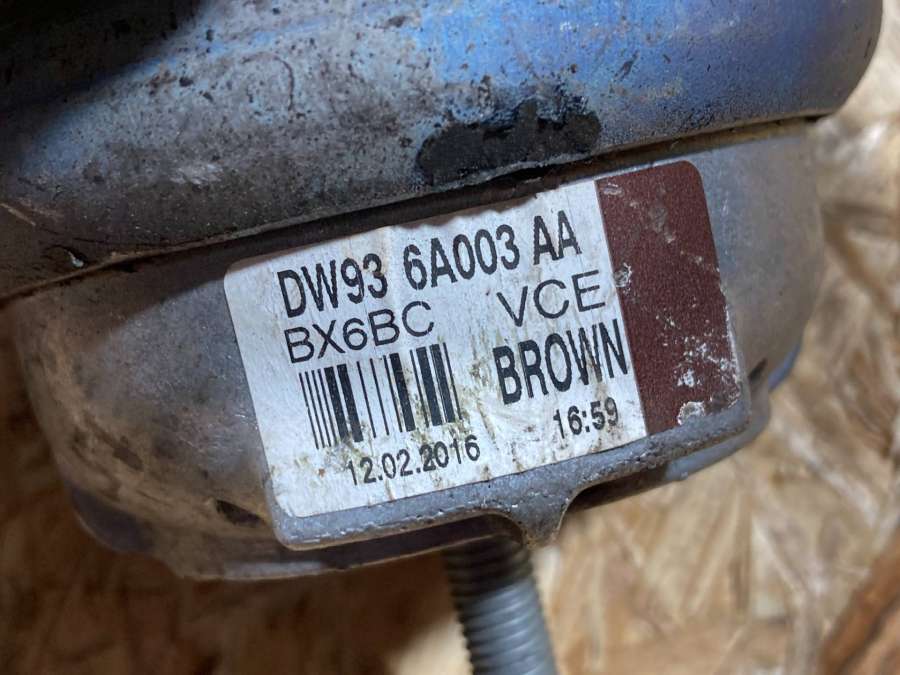 DW93 6A003 AA
BX6BC VCE
BROWN
12.02.2016 16:59